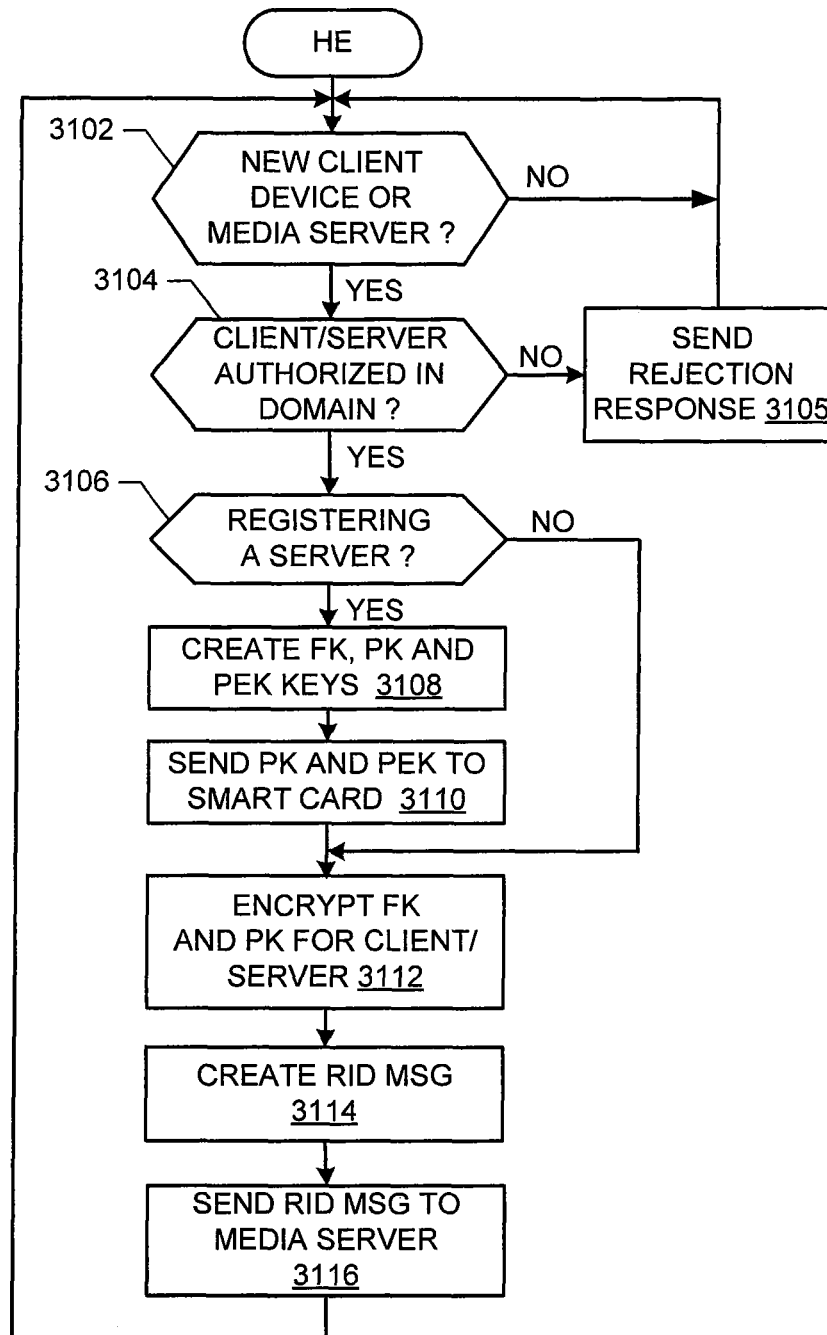 HE
3102
NEW CLIENT
DEVICE OR
MEDIA SERVER ?
NO
YES
3104
CLIENT/SERVER
AUTHORIZED IN
DOMAIN ?
NO
SEND
REJECTION
RESPONSE 3105
YES
3106
REGISTERING
A SERVER ?
NO
YES
CREATE FK, PK AND
PEK KEYS 3108
SEND PK AND PEK TO
SMART CARD 3110
ENCRYPT FK
AND PK FOR CLIENT/
SERVER 3112
CREATE RID MSG
3114
SEND RID MSG TO
MEDIA SERVER
3116